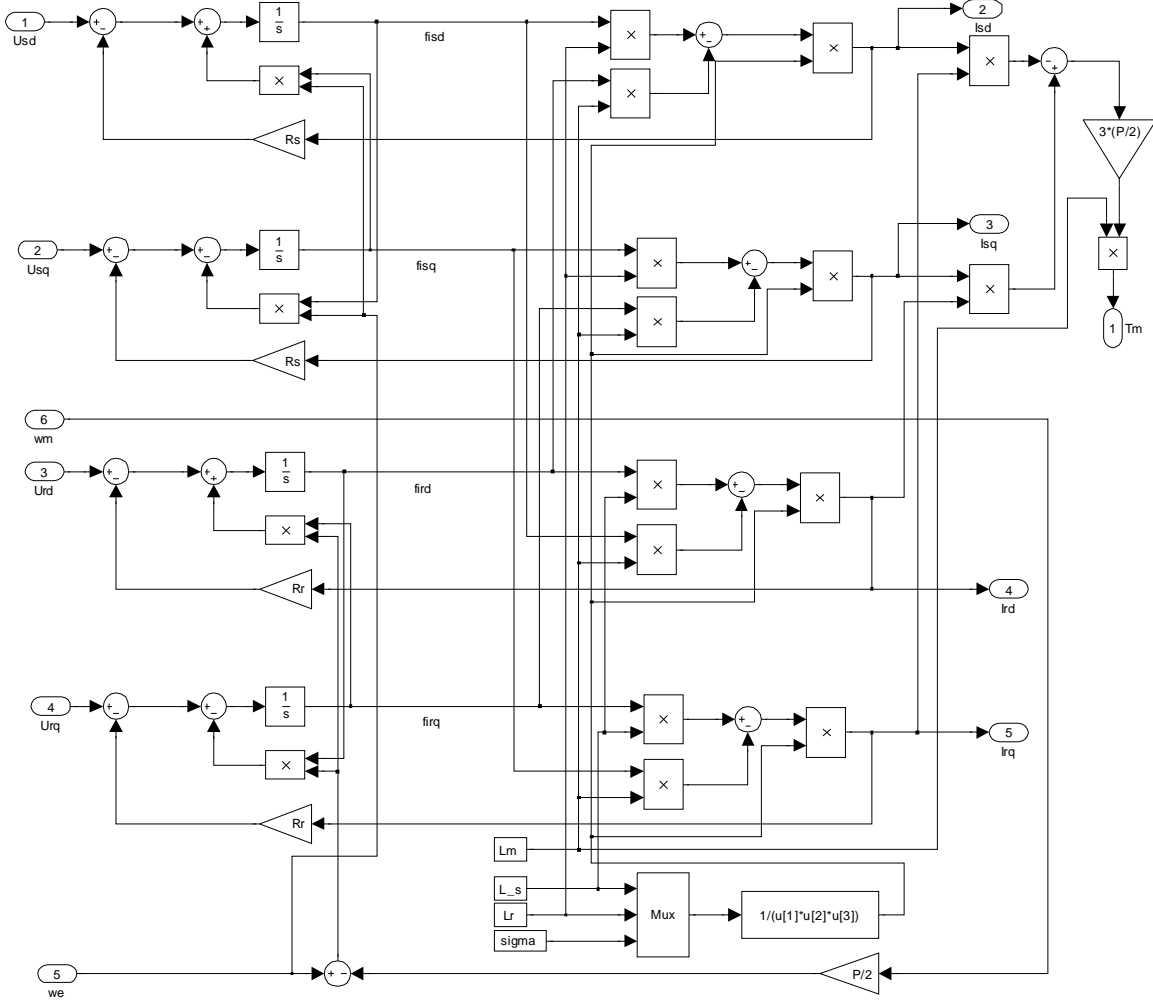 1
Usd
+
−
+
+
1
s
fisd
×
×
×
+
−
×
2
Isd
×
−
+
Rs
3*(P/2)
2
Usq
+
−
+
−
1
s
fisq
×
×
×
+
−
×
3
Isq
×
×
1
Tm
Rs
6
wm
3
Urd
+
−
+
+
1
s
fird
×
×
×
+
−
×
Rr
4
Ird
4
Urq
+
−
+
−
1
s
firq
×
×
×
+
−
×
5
Irq
Rr
Lm
L_s
Lr
sigma
Mux
1/(u[1]*u[2]*u[3])
5
we
+ −
P/2